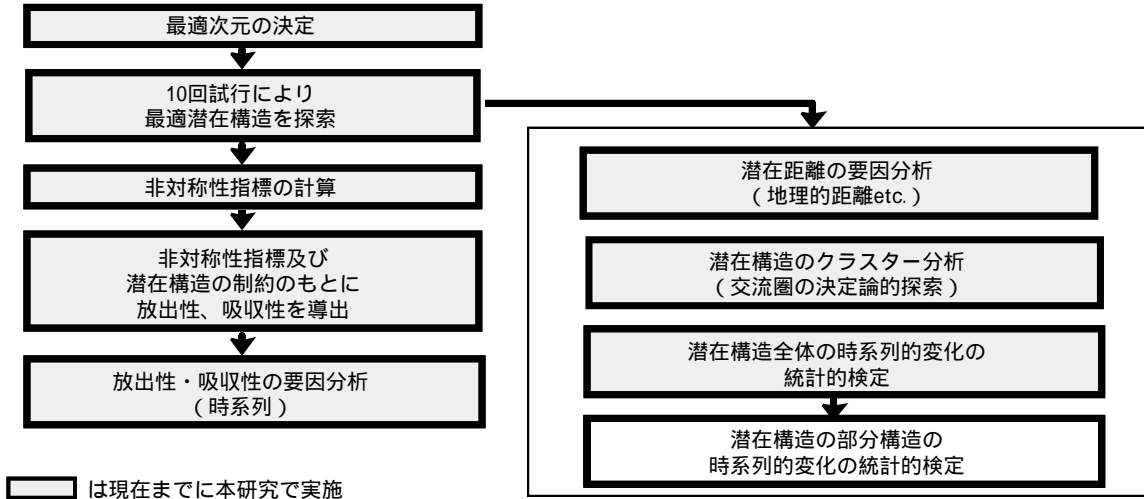 最適次元の決定
10回試行により
最適潜在構造を探索
非対称性指標の計算
非対称性指標及び
潜在構造の制約のもとに
放出性、吸収性を導出
放出性・吸収性の要因分析
(時系列)
潜在距離の要因分析
(地理的距離etc.)
潜在構造のクラスター分析
(交流圏の決定論的探索)
潜在構造全体の時系列的変化の
統計的検定
潜在構造の部分構造の
時系列的変化の統計的検定
は現在までに本研究で実施